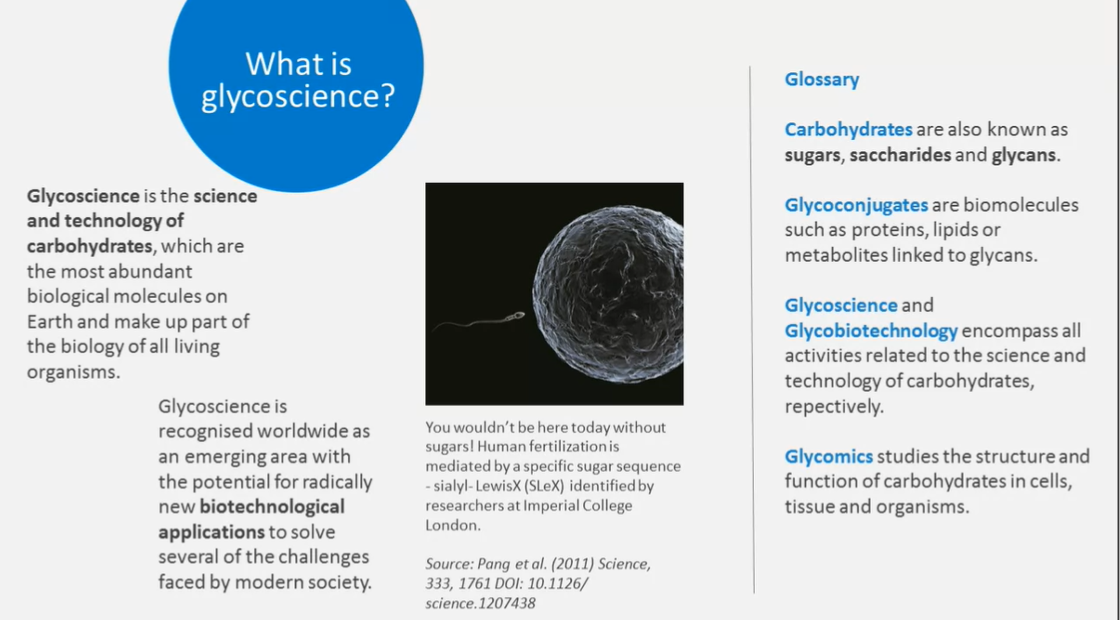 What is
glycoscience?
Glycoscience is the science
and technology of
carbohydrates, which are
the most abundant
biological molecules on
Earth and make up part of
the biology of all living
organisms.
Glycoscience is
recognised worldwide as
an emerging area with
the potential for radically
new biotechnological
applications to solve
several of the challenges
faced by modern society.
You wouldn't be here today without
sugars! Human fertilization is
mediated by a specific sugar sequence
- sialyl- LewisX (SLeX) identified by
researchers at Imperial College
London.
Source: Pang et al. (2011) Science,
333, 1761 DOI: 10.1126/
science.1207438
Glossary
Carbohydrates are also known as
sugars, saccharides and glycans.
Glycoconjugates are biomolecules
such as proteins, lipids or
metabolites linked to glycans.
Glycoscience and
Glycobiotechnology encompass all
activities related to the science and
technology of carbohydrates,
repectively.
Glycomics studies the structure and
function of carbohydrates in cells,
tissue and organisms.